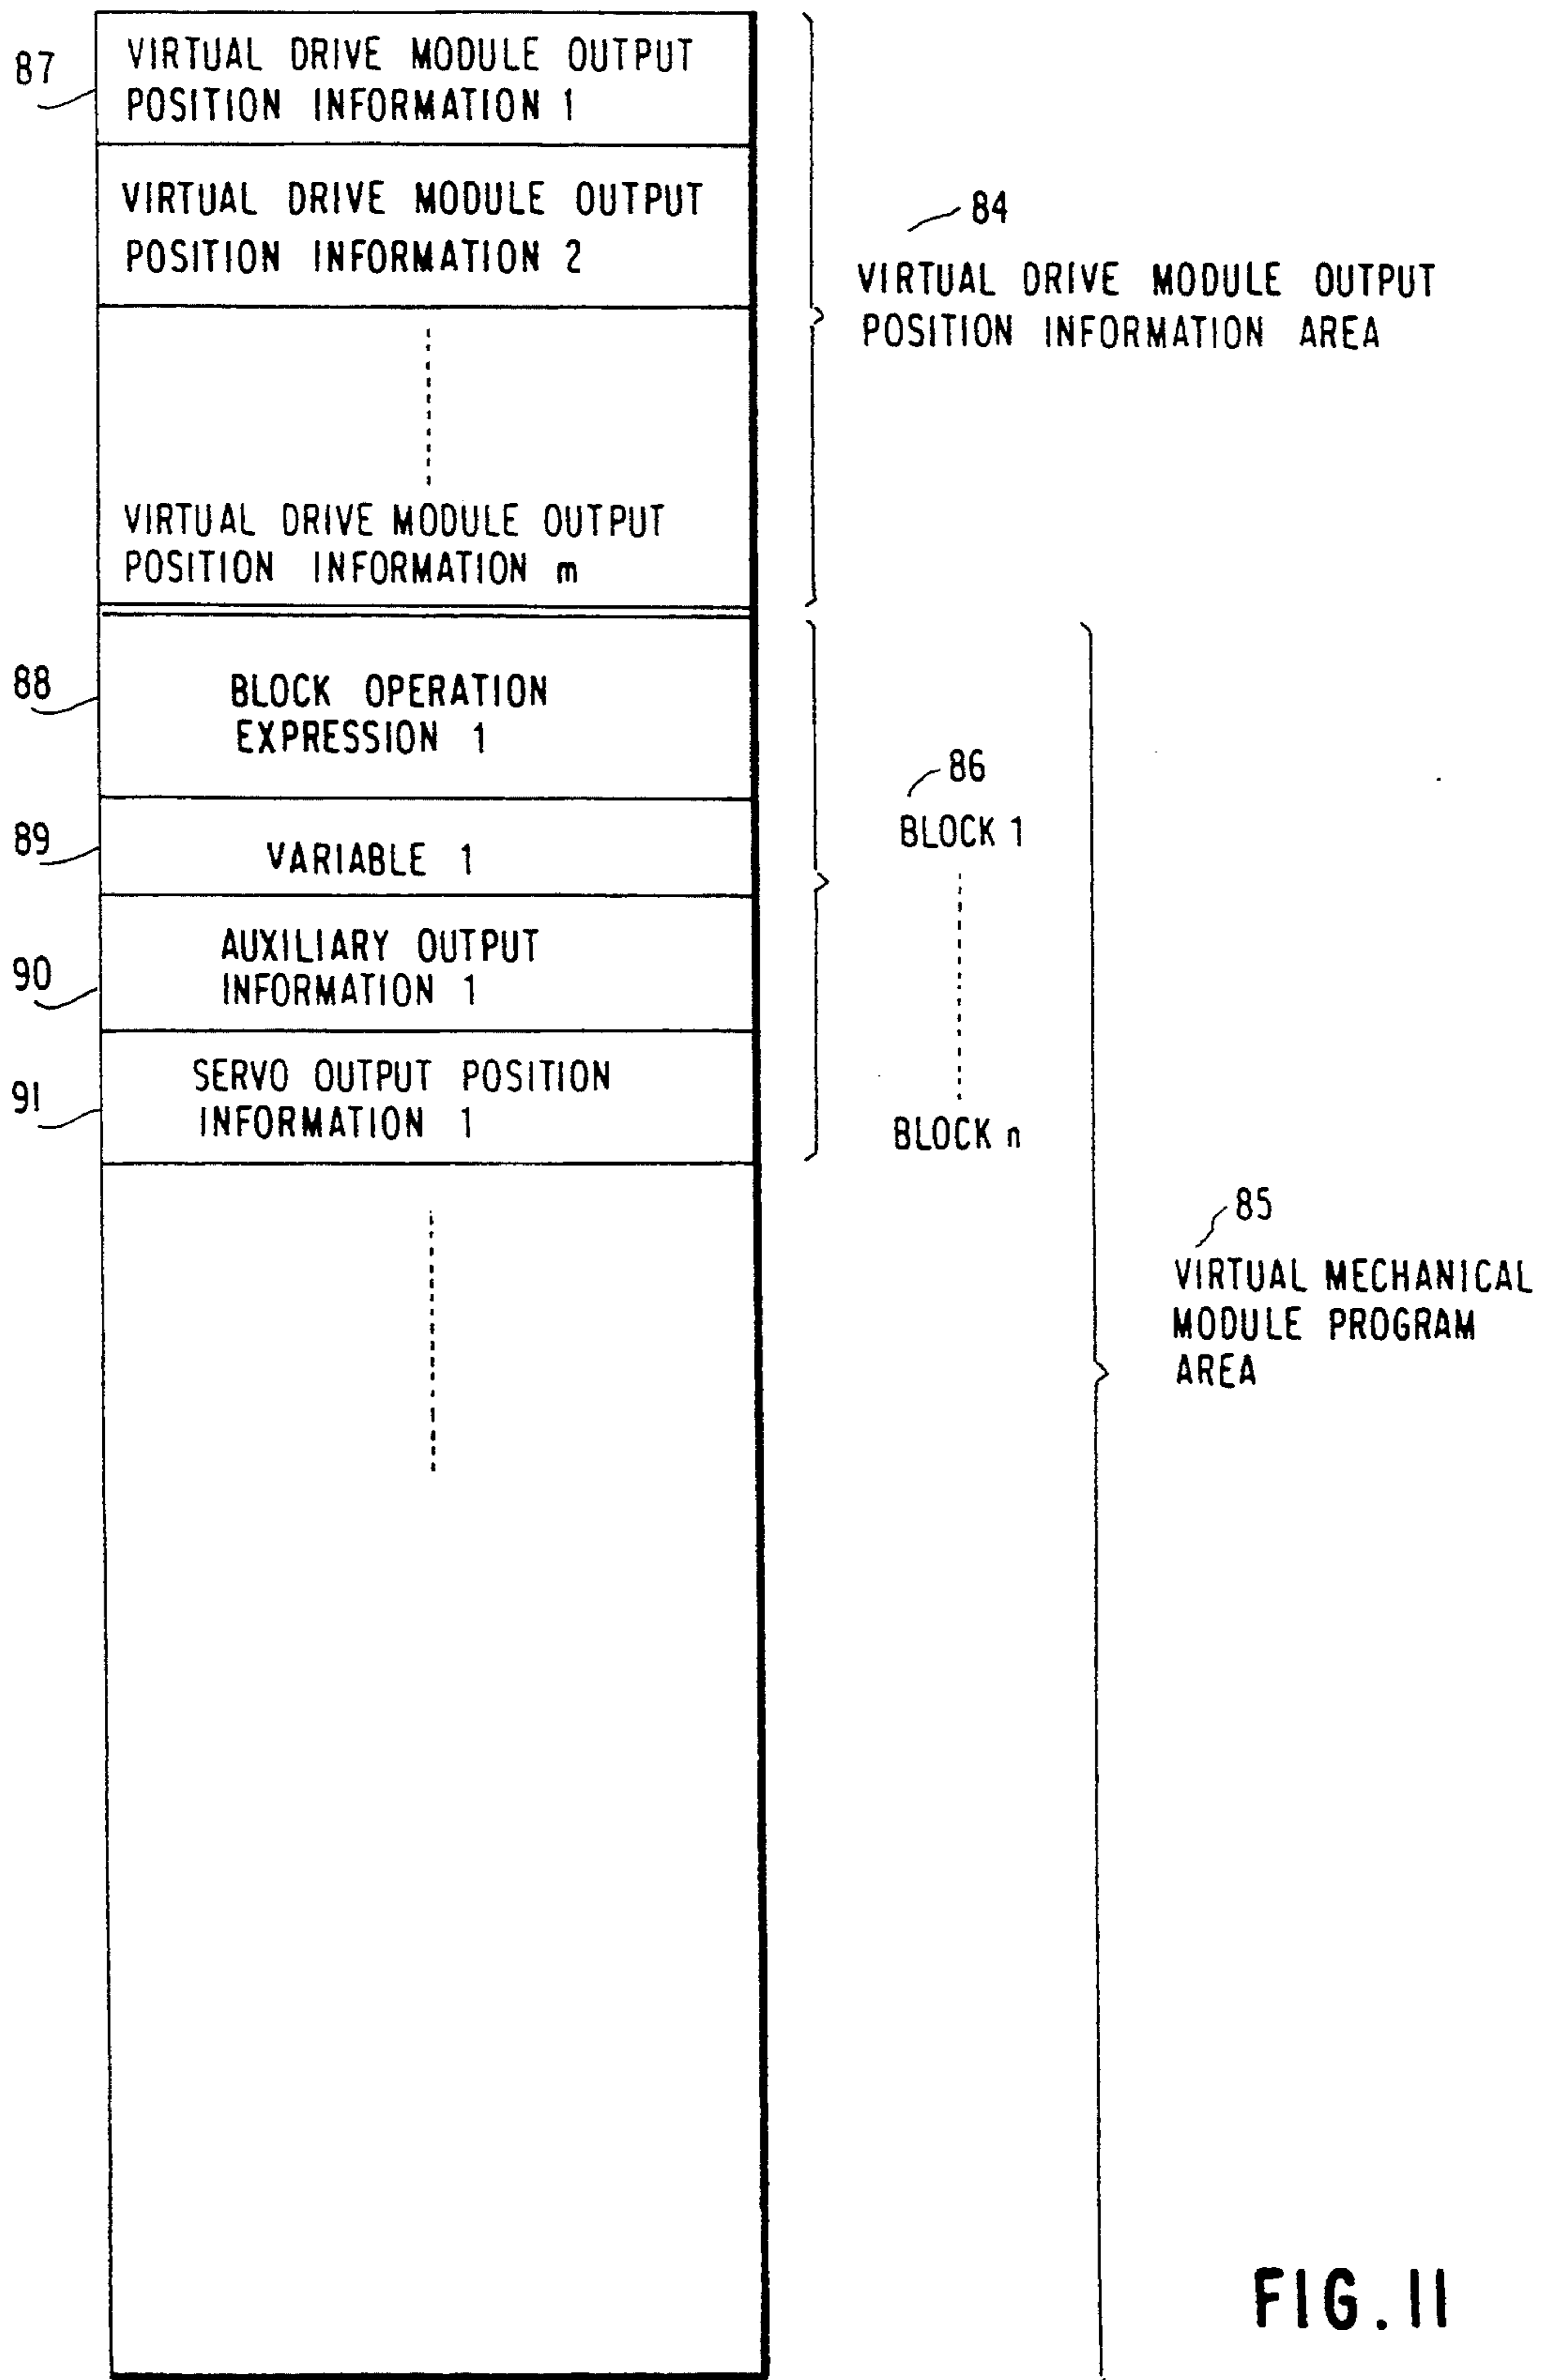 87
VIRTUAL DRIVE MODULE OUTPUT
POSITION INFORMATION 1
VIRTUAL DRIVE MODULE OUTPUT
POSITION INFORMATION 2
84
VIRTUAL DRIVE MODULE OUTPUT
POSITION INFORMATION AREA
VIRTUAL DRIVE MODULE OUTPUT
POSITION INFORMATION m
88
BLOCK OPERATION
EXPRESSION 1
89
VARIABLE 1
90
AUXILIARY OUTPUT
INFORMATION 1
91
SERVO OUTPUT POSITION
INFORMATION 1
86
BLOCK 1
BLOCK n
85
VIRTUAL MECHANICAL
MODULE PROGRAM
AREA
FIG. 11